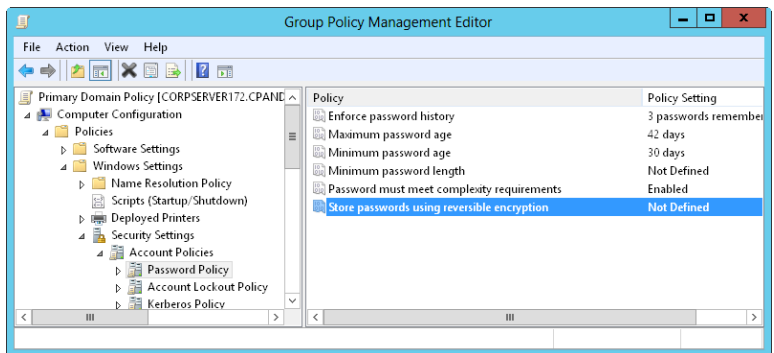 Group Policy Management Editor
File Action View Help
Primary Domain Policy [CORPSERVER172.CPAND
Computer Configuration
Policies
Software Settings
Windows Settings
Name Resolution Policy
Scripts (Startup/Shutdown)
Deployed Printers
Security Settings
Account Policies
Password Policy
Account Lockout Policy
Kerberos Policy
Policy Policy Setting
Enforce password history 3 passwords remember
Maximum password age 42 days
Minimum password age 30 days
Minimum password length Not Defined
Password must meet complexity requirements Enabled
Store passwords using reversible encryption Not Defined